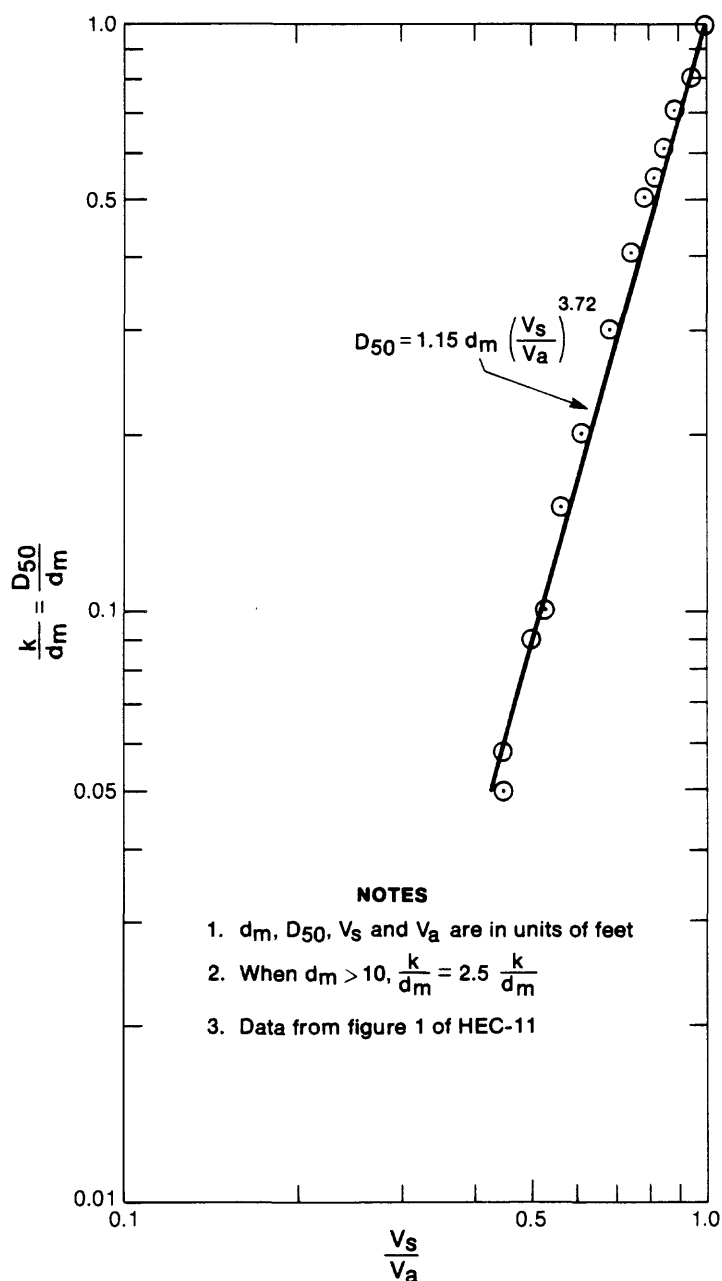 1.0
0.5
D50 = 1.15 dm (Vs/Va)^3.72
k/dm = D50/dm
0.1
0.05
NOTES
1. dm, D50, Vs and Va are in units of feet
2. When dm > 10, k/dm = 2.5 k/dm
3. Data from figure 1 of HEC-11
0.01
0.1 0.5 1.0
Vs/Va